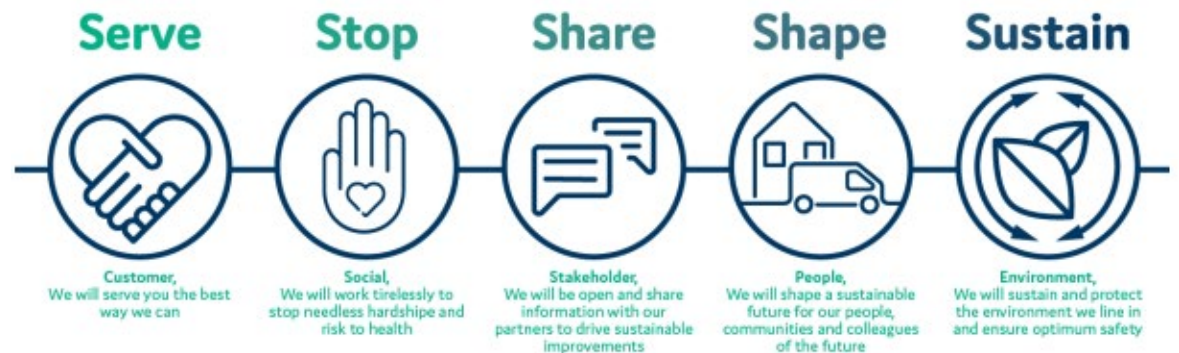 Serve
Stop
Share
Shape
Sustain
Customer,
We will serve you the best
way we can
Social,
We will work tirelessly to
stop needless hardshipe and
risk to health
Stakeholder,
We will be open and share
information with our
partners to drive sustainable
improvements
People,
We will shape a sustainable
future for our people,
communities and colleagues
of the future
Environment,
We will sustain and protect
the environment we line in
and ensure optimum safety